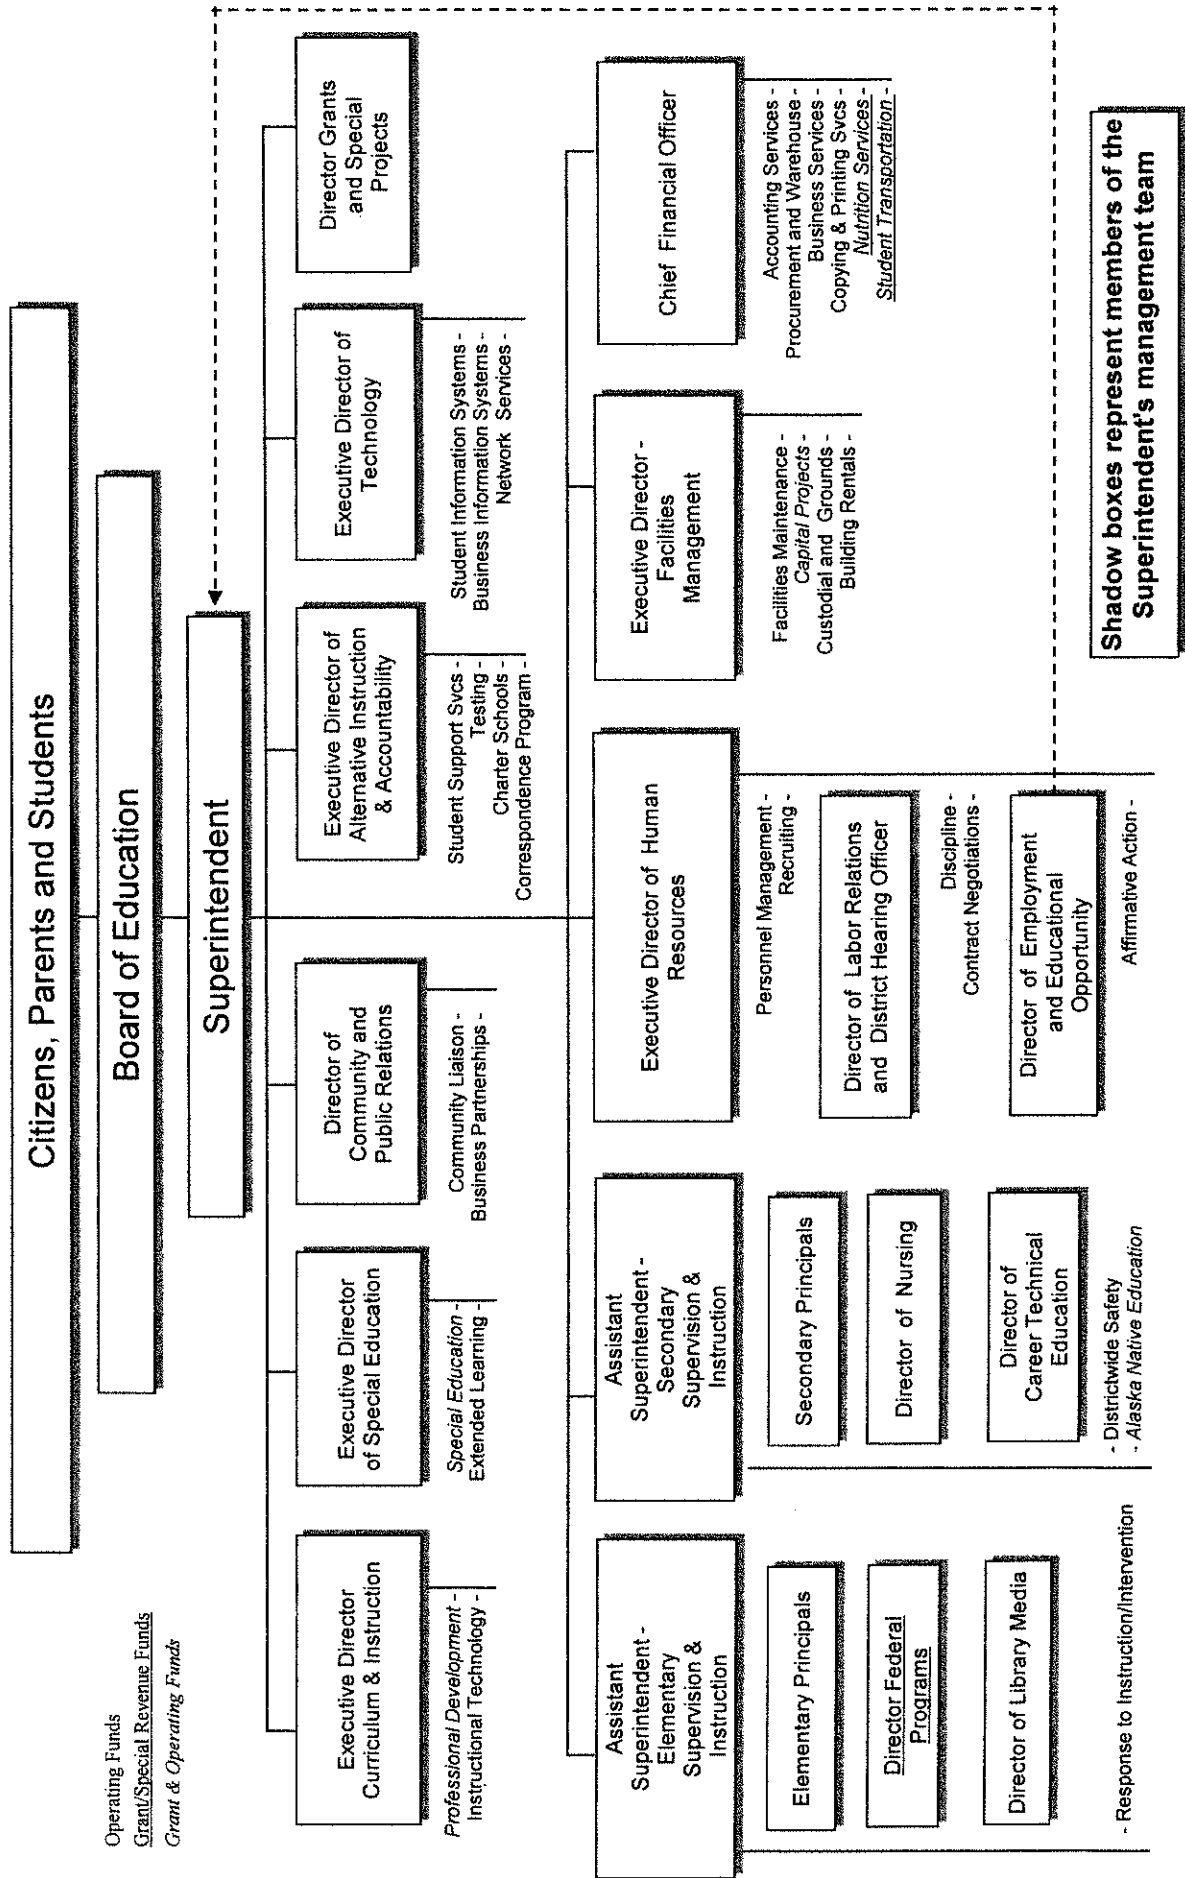 Citizens, Parents and Students
Board of Education
Superintendent
Operating Funds
Grant/Special Revenue Funds
Grant & Operating Funds
Executive Director
Curriculum & Instruction
Professional Development -
Instructional Technology -
Executive Director
of Special Education
Special Education -
Extended Learning -
Director of
Community and
Public Relations
Community Liaison -
Business Partnerships -
Executive Director of
Alternative Instruction
& Accountability
Student Support Svcs -
Testing -
Charter Schools -
Correspondence Program -
Executive Director of
Technology
Student Information Systems -
Business Information Systems -
Network Services -
Director Grants
and Special
Projects
Assistant
Superintendent -
Elementary
Supervision &
Instruction
Elementary Principals
Director Federal
Programs
Director of Library Media
- Response to Instruction/Intervention
Assistant
Superintendent -
Secondary
Supervision &
Instruction
Secondary Principals
Director of Nursing
Director of
Career Technical
Education
- Districtwide Safety
- Alaska Native Education
Executive Director of Human
Resources
Personnel Management -
Recruiting -
Director of Labor Relations
and District Hearing Officer
Discipline -
Contract Negotiations -
Director of Employment
and Educational
Opportunity
Affirmative Action -
Executive Director -
Facilities
Management
Facilities Maintenance -
Capital Projects -
Custodial and Grounds -
Building Rentals -
Chief Financial Officer
Accounting Services -
Procurement and Warehouse -
Business Services -
Copying & Printing Svcs -
Nutrition Services -
Student Transportation -
Shadow boxes represent members of the
Superintendent's management team